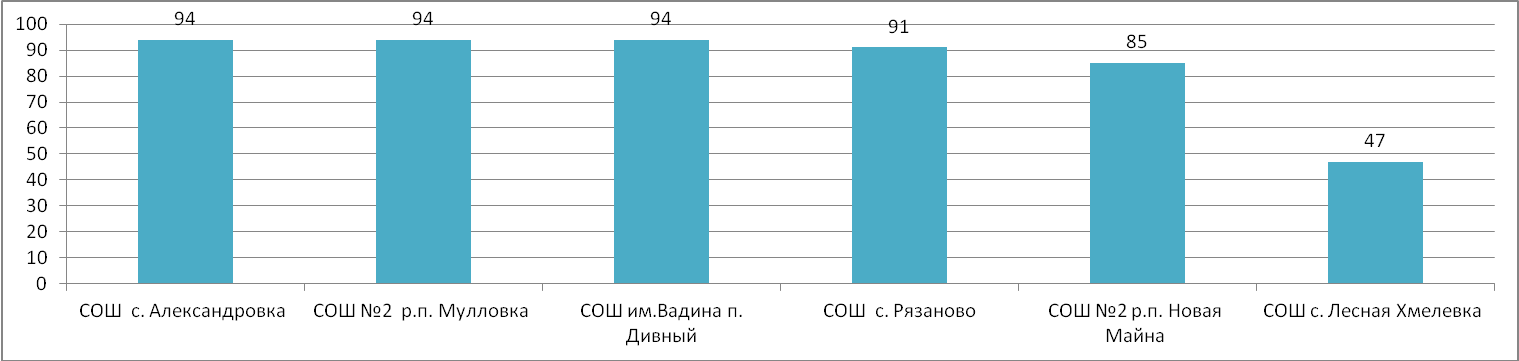 94
94
94
91
85
47
100
90
80
70
60
50
40
30
20
10
0
СОШ с. Александровка
СОШ №2 р.п. Мулловка
СОШ им.Вадина п.
Дивный
СОШ с. Рязаново
СОШ №2 р.п. Новая
Майна
СОШ с. Лесная Хмелевка